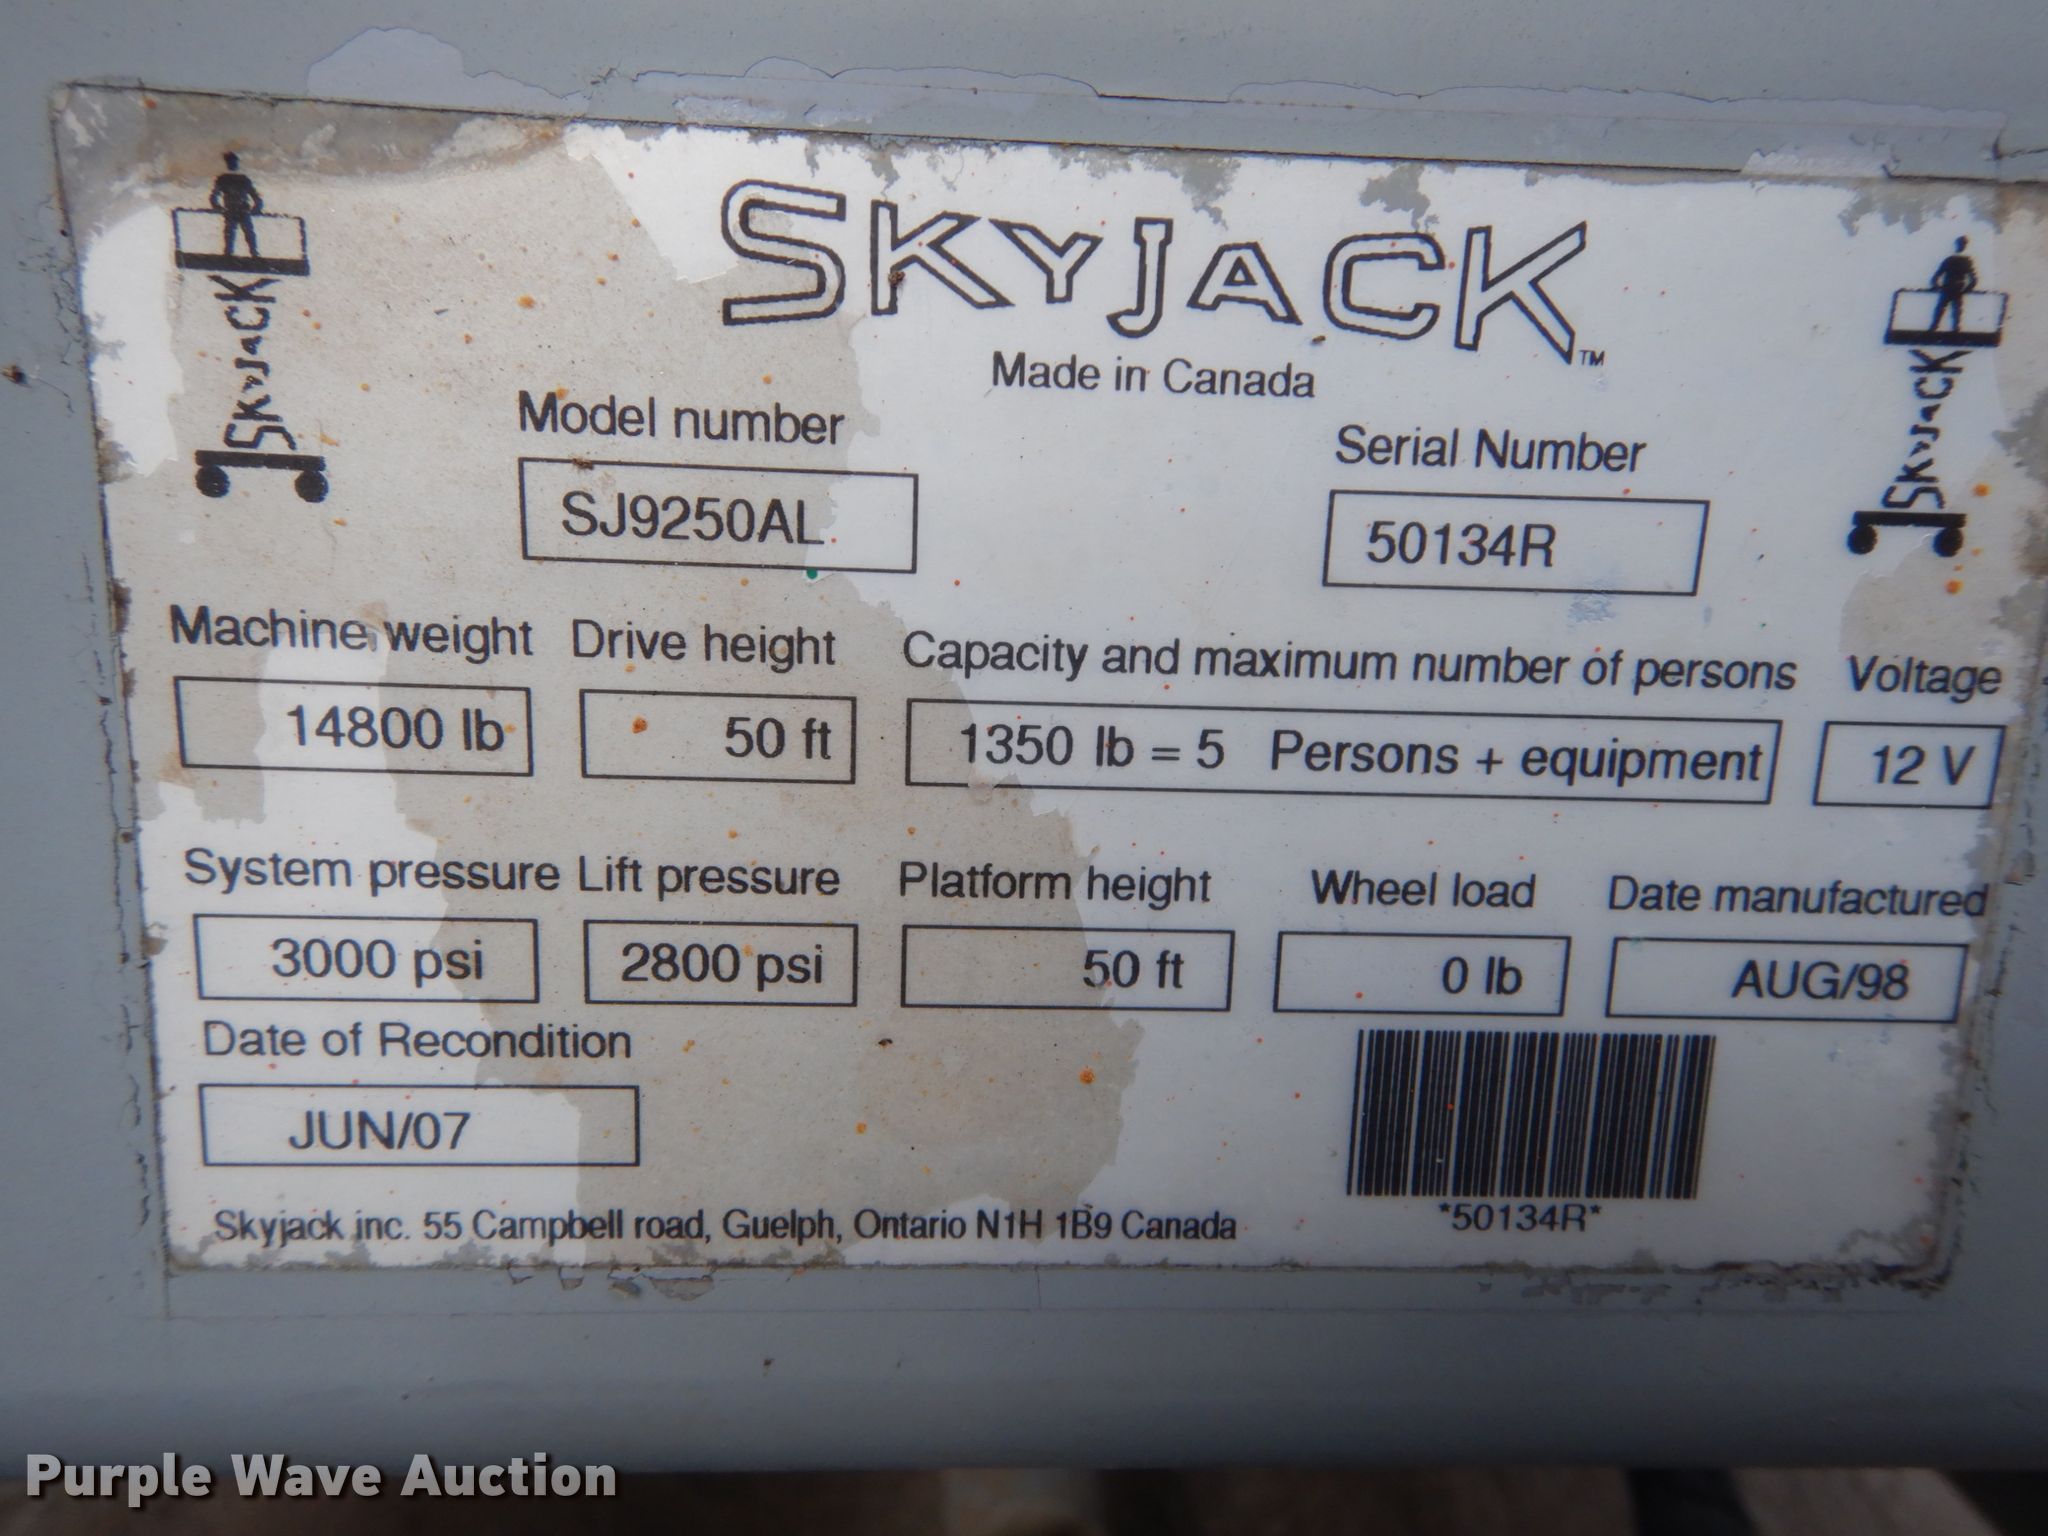 SKYJACK™
Made in Canada
SKYJACK
SKYJACK
Model number
SJ9250AL
Serial Number
50134R
Machine weight Drive height Capacity and maximum number of persons Voltage
14800 lb 50 ft 1350 lb = 5 Persons + equipment 12 V
System pressure Lift pressure Platform height Wheel load Date manufactured
3000 psi 2800 psi 50 ft 0 lb AUG/98
Date of Recondition
JUN/07
Skyjack inc. 55 Campbell road, Guelph, Ontario N1H 1B9 Canada
*50134R*
Purple Wave Auction